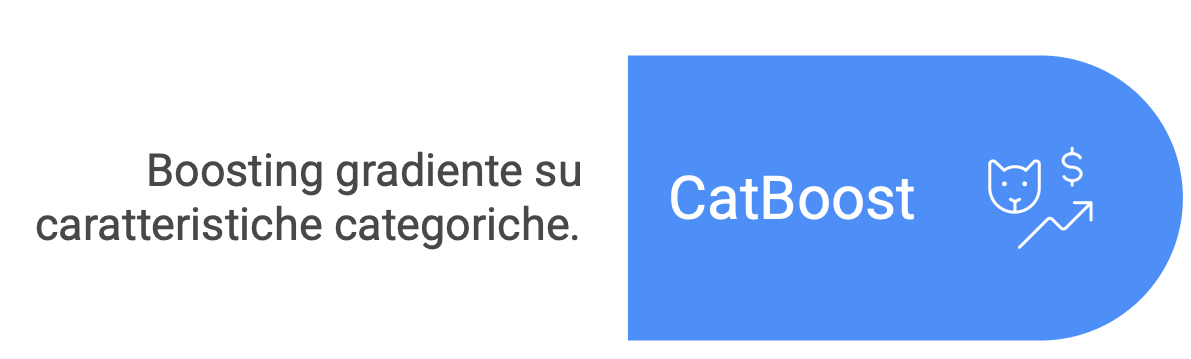 Boosting gradiente su
caratteristiche categoriche.
CatBoost
$